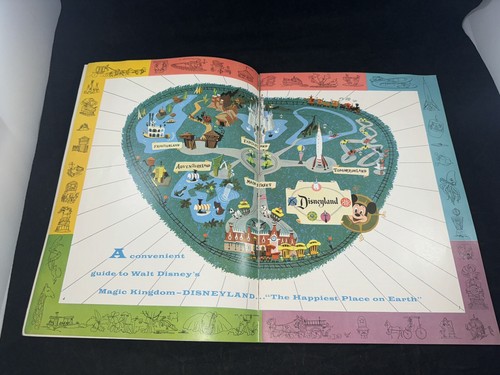 FRONTIERLAND
ADVENTURELAND
TOMORROWLAND
MAIN STREET
Disneyland
A convenient
guide to Walt Disney's
Magic Kingdom—DISNEYLAND... "The Happiest Place on Earth"